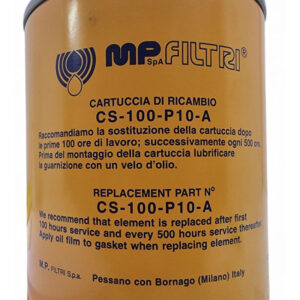 MP FILTRI®
SpA
CARTUCCIA DI RICAMBIO
CS-100-P10-A
Raccomandiamo la sostituzione della cartuccia dopo
le prime 100 ore di lavoro; successivamente ogni 500 ore.
Prima del montaggio della cartuccia lubrificare
la guarnizione con un velo d'olio.
REPLACEMENT PART N°
CS-100-P10-A
We recommend that element is replaced after first
100 hours service and every 500 hours service thereafter.
Apply oil film to gasket when replacing element.
M.P. FILTRI S.p.a.
Pessano con Bornago (Milano) Italy